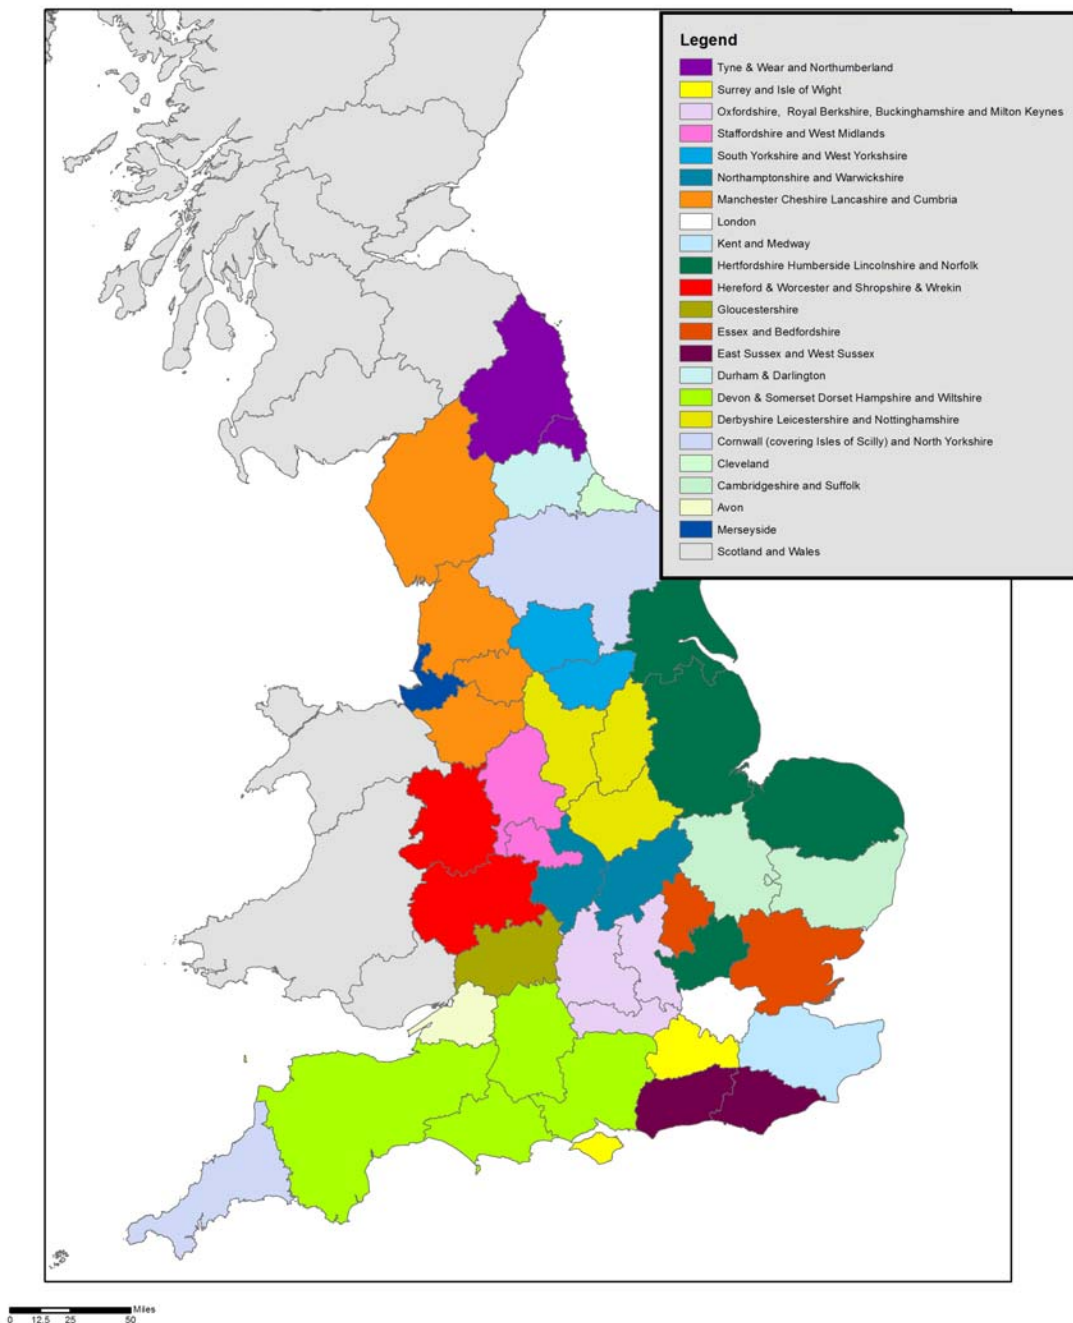 Legend
Tyne & Wear and Northumberland
Surrey and Isle of Wight
Oxfordshire, Royal Berkshire, Buckinghamshire and Milton Keynes
Staffordshire and West Midlands
South Yorkshire and West Yorkshsire
Northamptonshire and Warwickshire
Manchester Cheshire Lancashire and Cumbria
London
Kent and Medway
Hertfordshire Humberside Lincolnshire and Norfolk
Hereford & Worcester and Shropshire & Wrekin
Gloucestershire
Essex and Bedfordshire
East Sussex and West Sussex
Durham & Darlington
Devon & Somerset Dorset Hampshire and Wiltshire
Derbyshire Leicestershire and Nottinghamshire
Cornwall (covering Isles of Scilly) and North Yorkshire
Cleveland
Cambridgeshire and Suffolk
Avon
Merseyside
Scotland and Wales
Miles
0 12.5 25 50